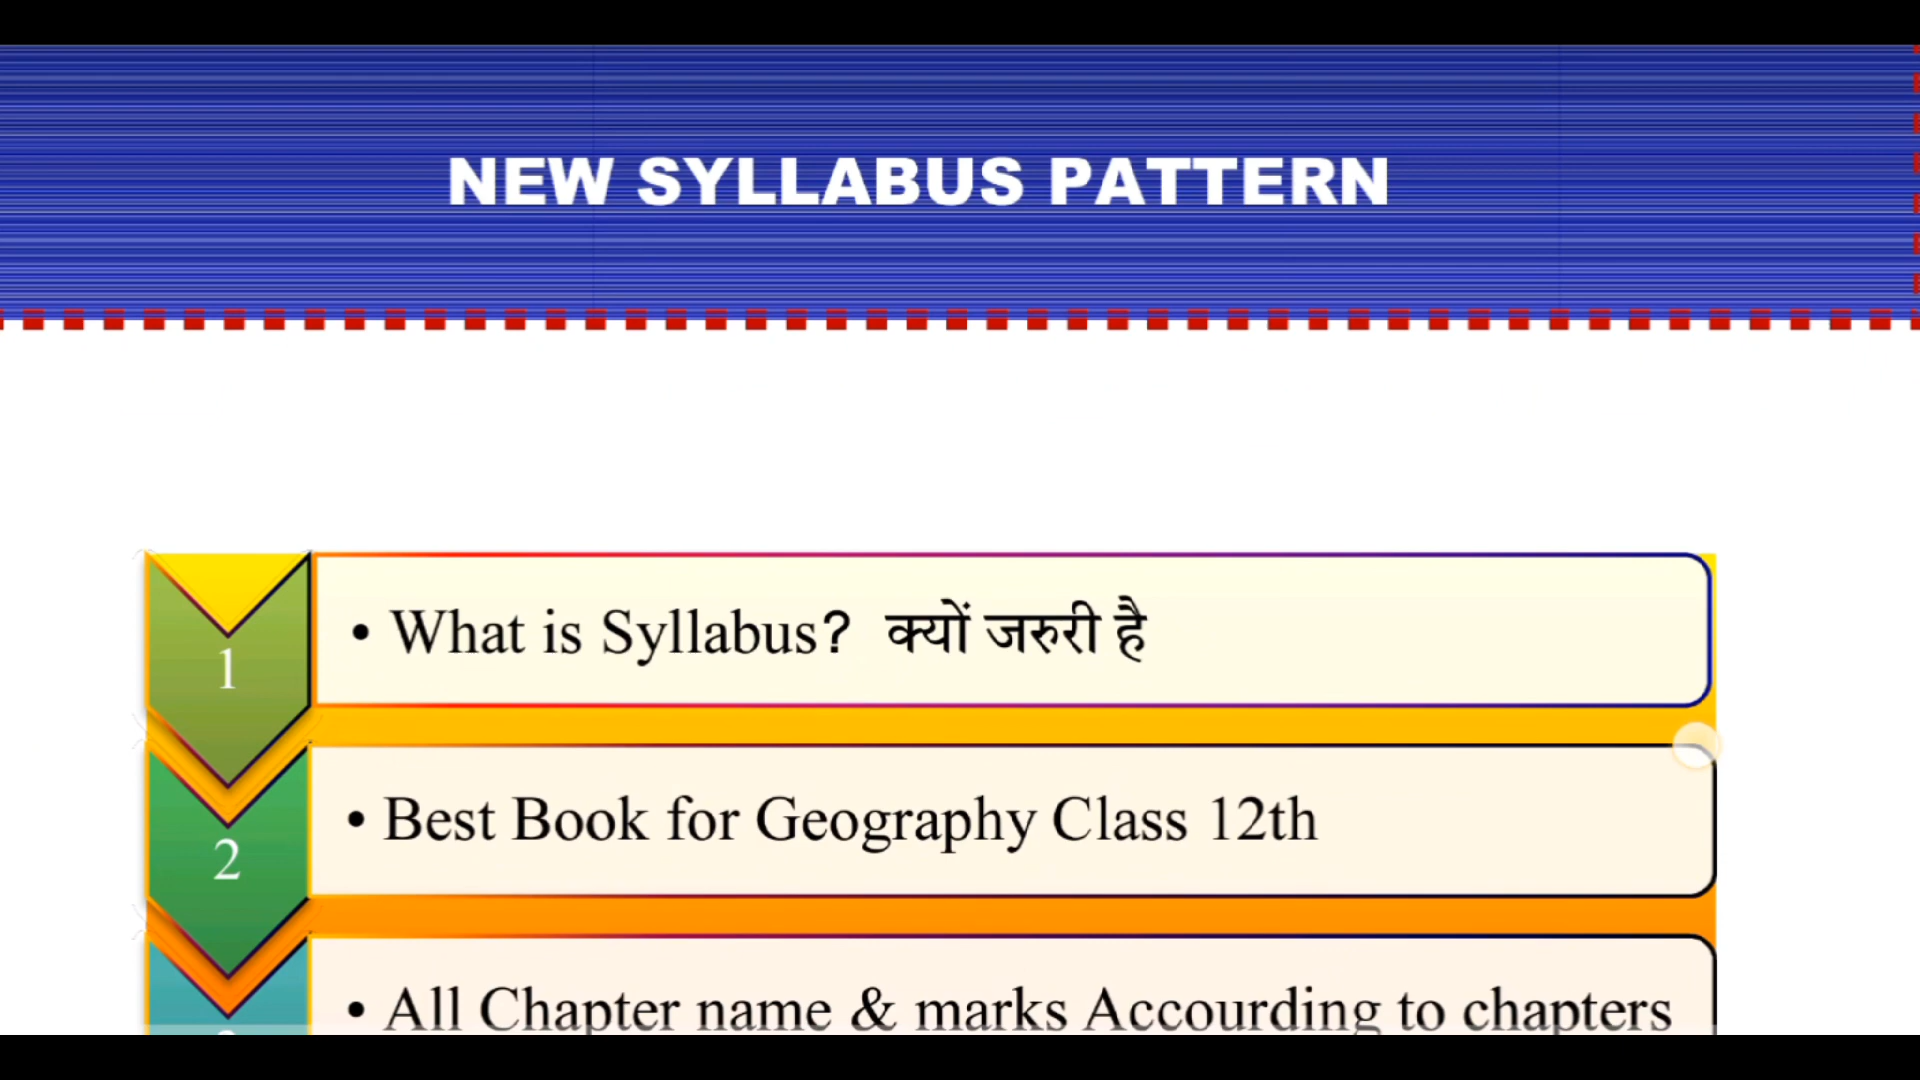 NEW SYLLABUS PATTERN
1
• What is Syllabus? क्यों जरुरी है
2
• Best Book for Geography Class 12th
• All Chapter name & marks Accourding to chapters